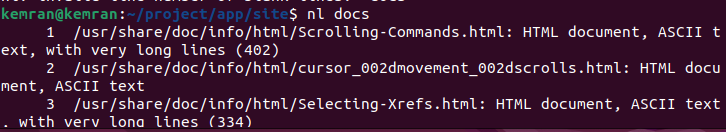 kemran@kemran:~/project/app/site$ nl docs
1 /usr/share/doc/info/html/Scrolling-Commands.html: HTML document, ASCII t
ext, with very long lines (402)
2 /usr/share/doc/info/html/cursor_002dmovement_002dscrolls.html: HTML docu
ment, ASCII text
3 /usr/share/doc/info/html/Selecting-Xrefs.html: HTML document, ASCII text
, with very long lines (334)